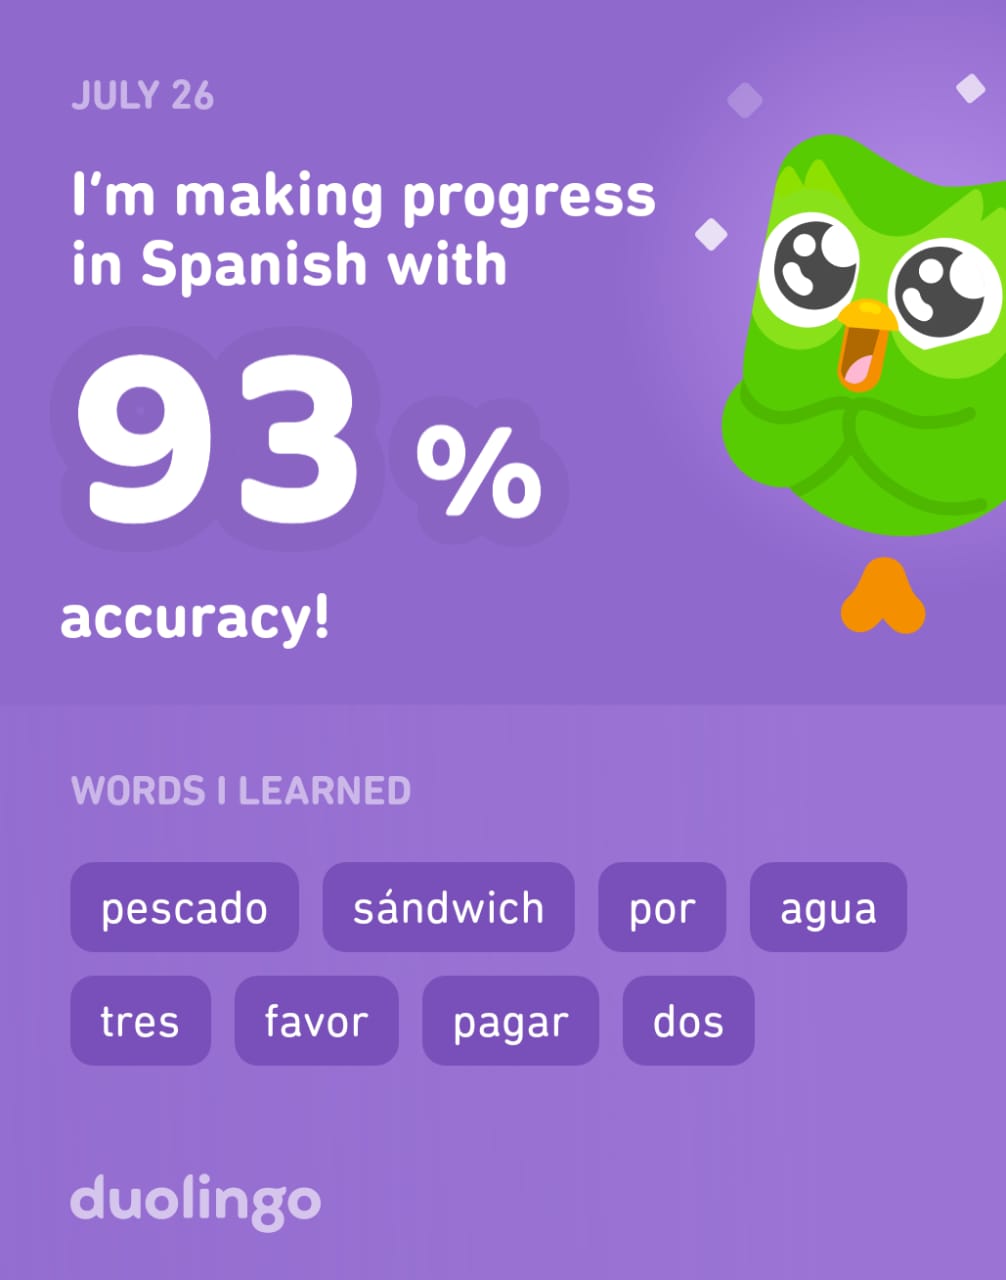 JULY 26
I'm making progress
in Spanish with
93 %
accuracy!
WORDS I LEARNED
pescado sándwich por agua
tres favor pagar dos
duolingo